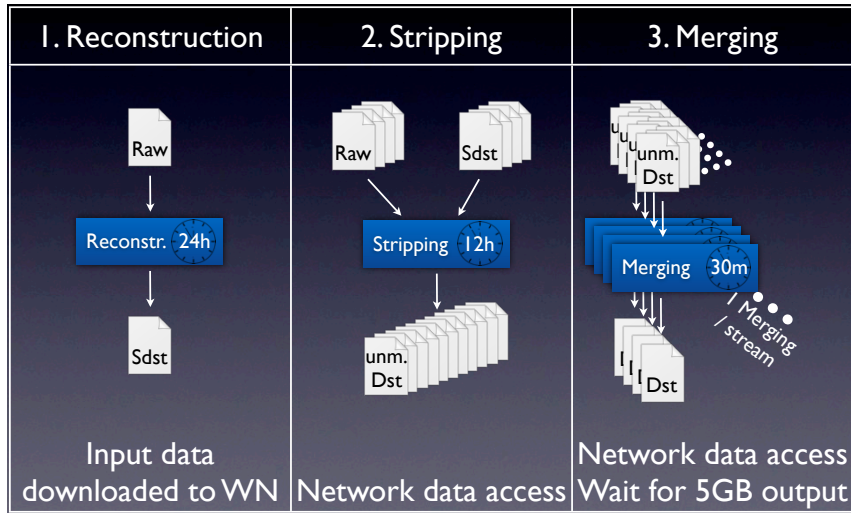 1. Reconstruction
2. Stripping
3. Merging
Raw
Reconstr. 24h
Sdst
Input data
downloaded to WN
Raw
Sdst
Stripping 12h
unm.
Dst
Network data access
unm.
Dst
Merging 30m
1 Merging
/ stream
Dst
Network data access
Wait for 5GB output